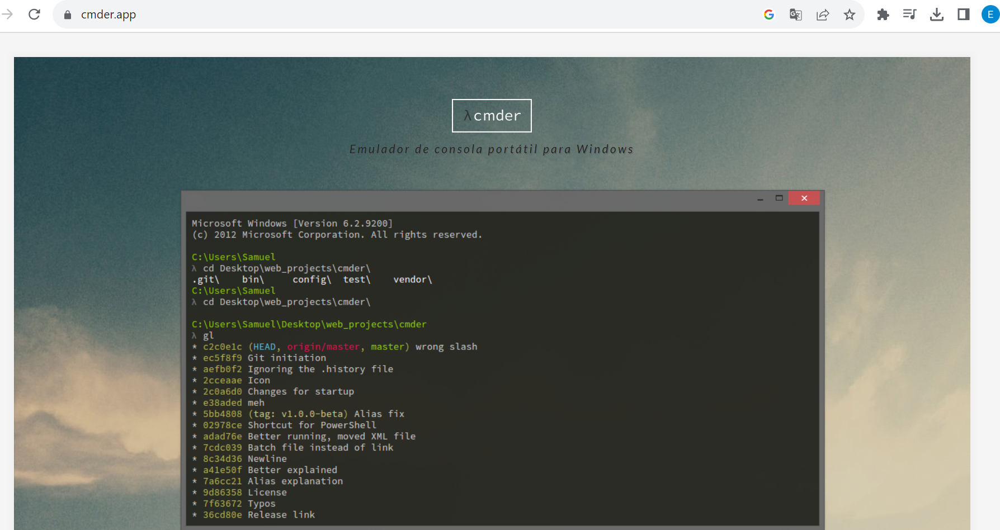 cmder.app
E
λcmder
Emulador de consola portátil para Windows
Microsoft Windows [Version 6.2.9200]
(c) 2012 Microsoft Corporation. All rights reserved.
C:\Users\Samuel
λ cd Desktop\web_projects\cmder\
.git\ bin\ config\ test\ vendor\
C:\Users\Samuel
λ cd Desktop\web_projects\cmder\
C:\Users\Samuel\Desktop\web_projects\cmder
λ gl
* c2c0e1c (HEAD, origin/master, master) wrong slash
* ec5f8f9 Git initiation
* aefb0f2 Ignoring the .history file
* 2cceaae Icon
* 2c0a6d0 Changes for startup
* e38aded meh
* 5bb4808 (tag: v1.0.0-beta) Alias fix
* 02978ce Shortcut for PowerShell
* adad76e Better running, moved XML file
* 7cdc039 Batch file instead of link
* 8c34d36 Newline
* a41e50f Better explained
* 7a6cc21 Alias explanation
* 9d86358 License
* 7f63672 Typos
* 36cd80e Release link